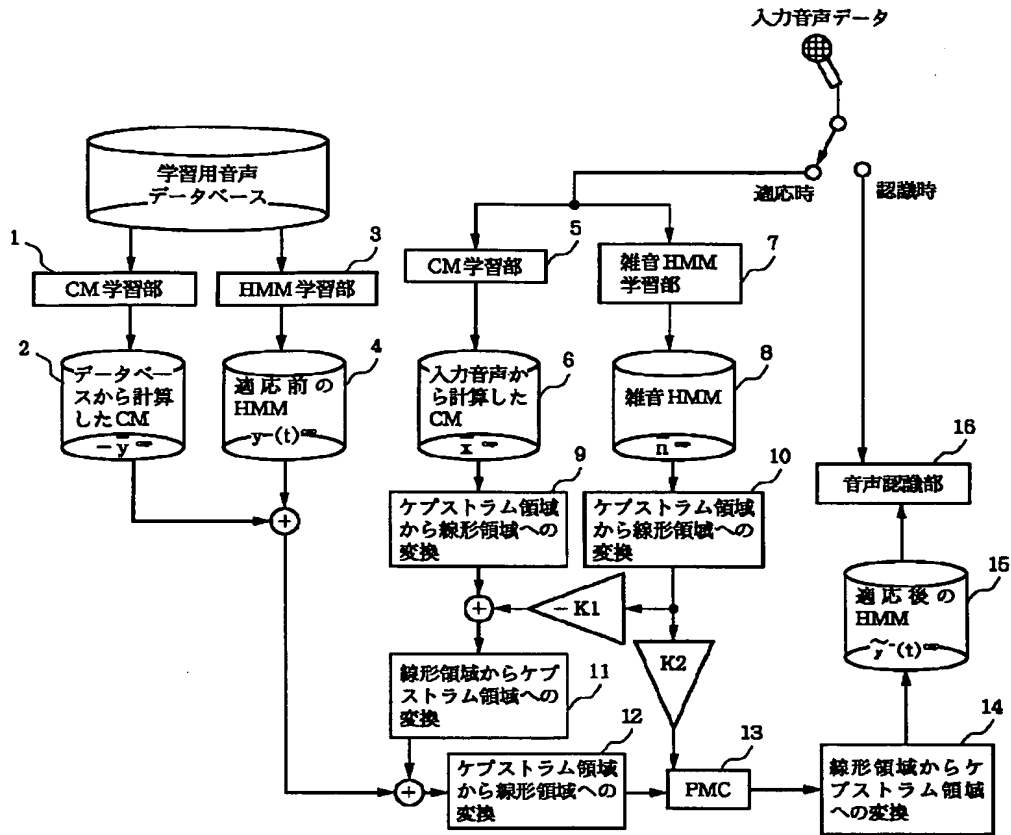 入力音声データ
学習用音声
データベース
適応時
認識時
1
3
5
7
CM学習部
HMM学習部
CM学習部
雑音HMM
学習部
2
4
6
8
データベー
スから計算
したCM
適応前の
HMM
入力音声から
計算した
CM
雑音HMM
9
10
16
ケプストラム領域
から線形領域への
変換
ケプストラム領域
から線形領域への
変換
音声認識部
+
+
－K1
K2
15
適応後の
HMM
11
線形領域からケプ
ストラム領域への
変換
12
13
14
+
ケプストラム領域
から線形領域への
変換
PMC
線形領域からケ
プストラム領域
への変換